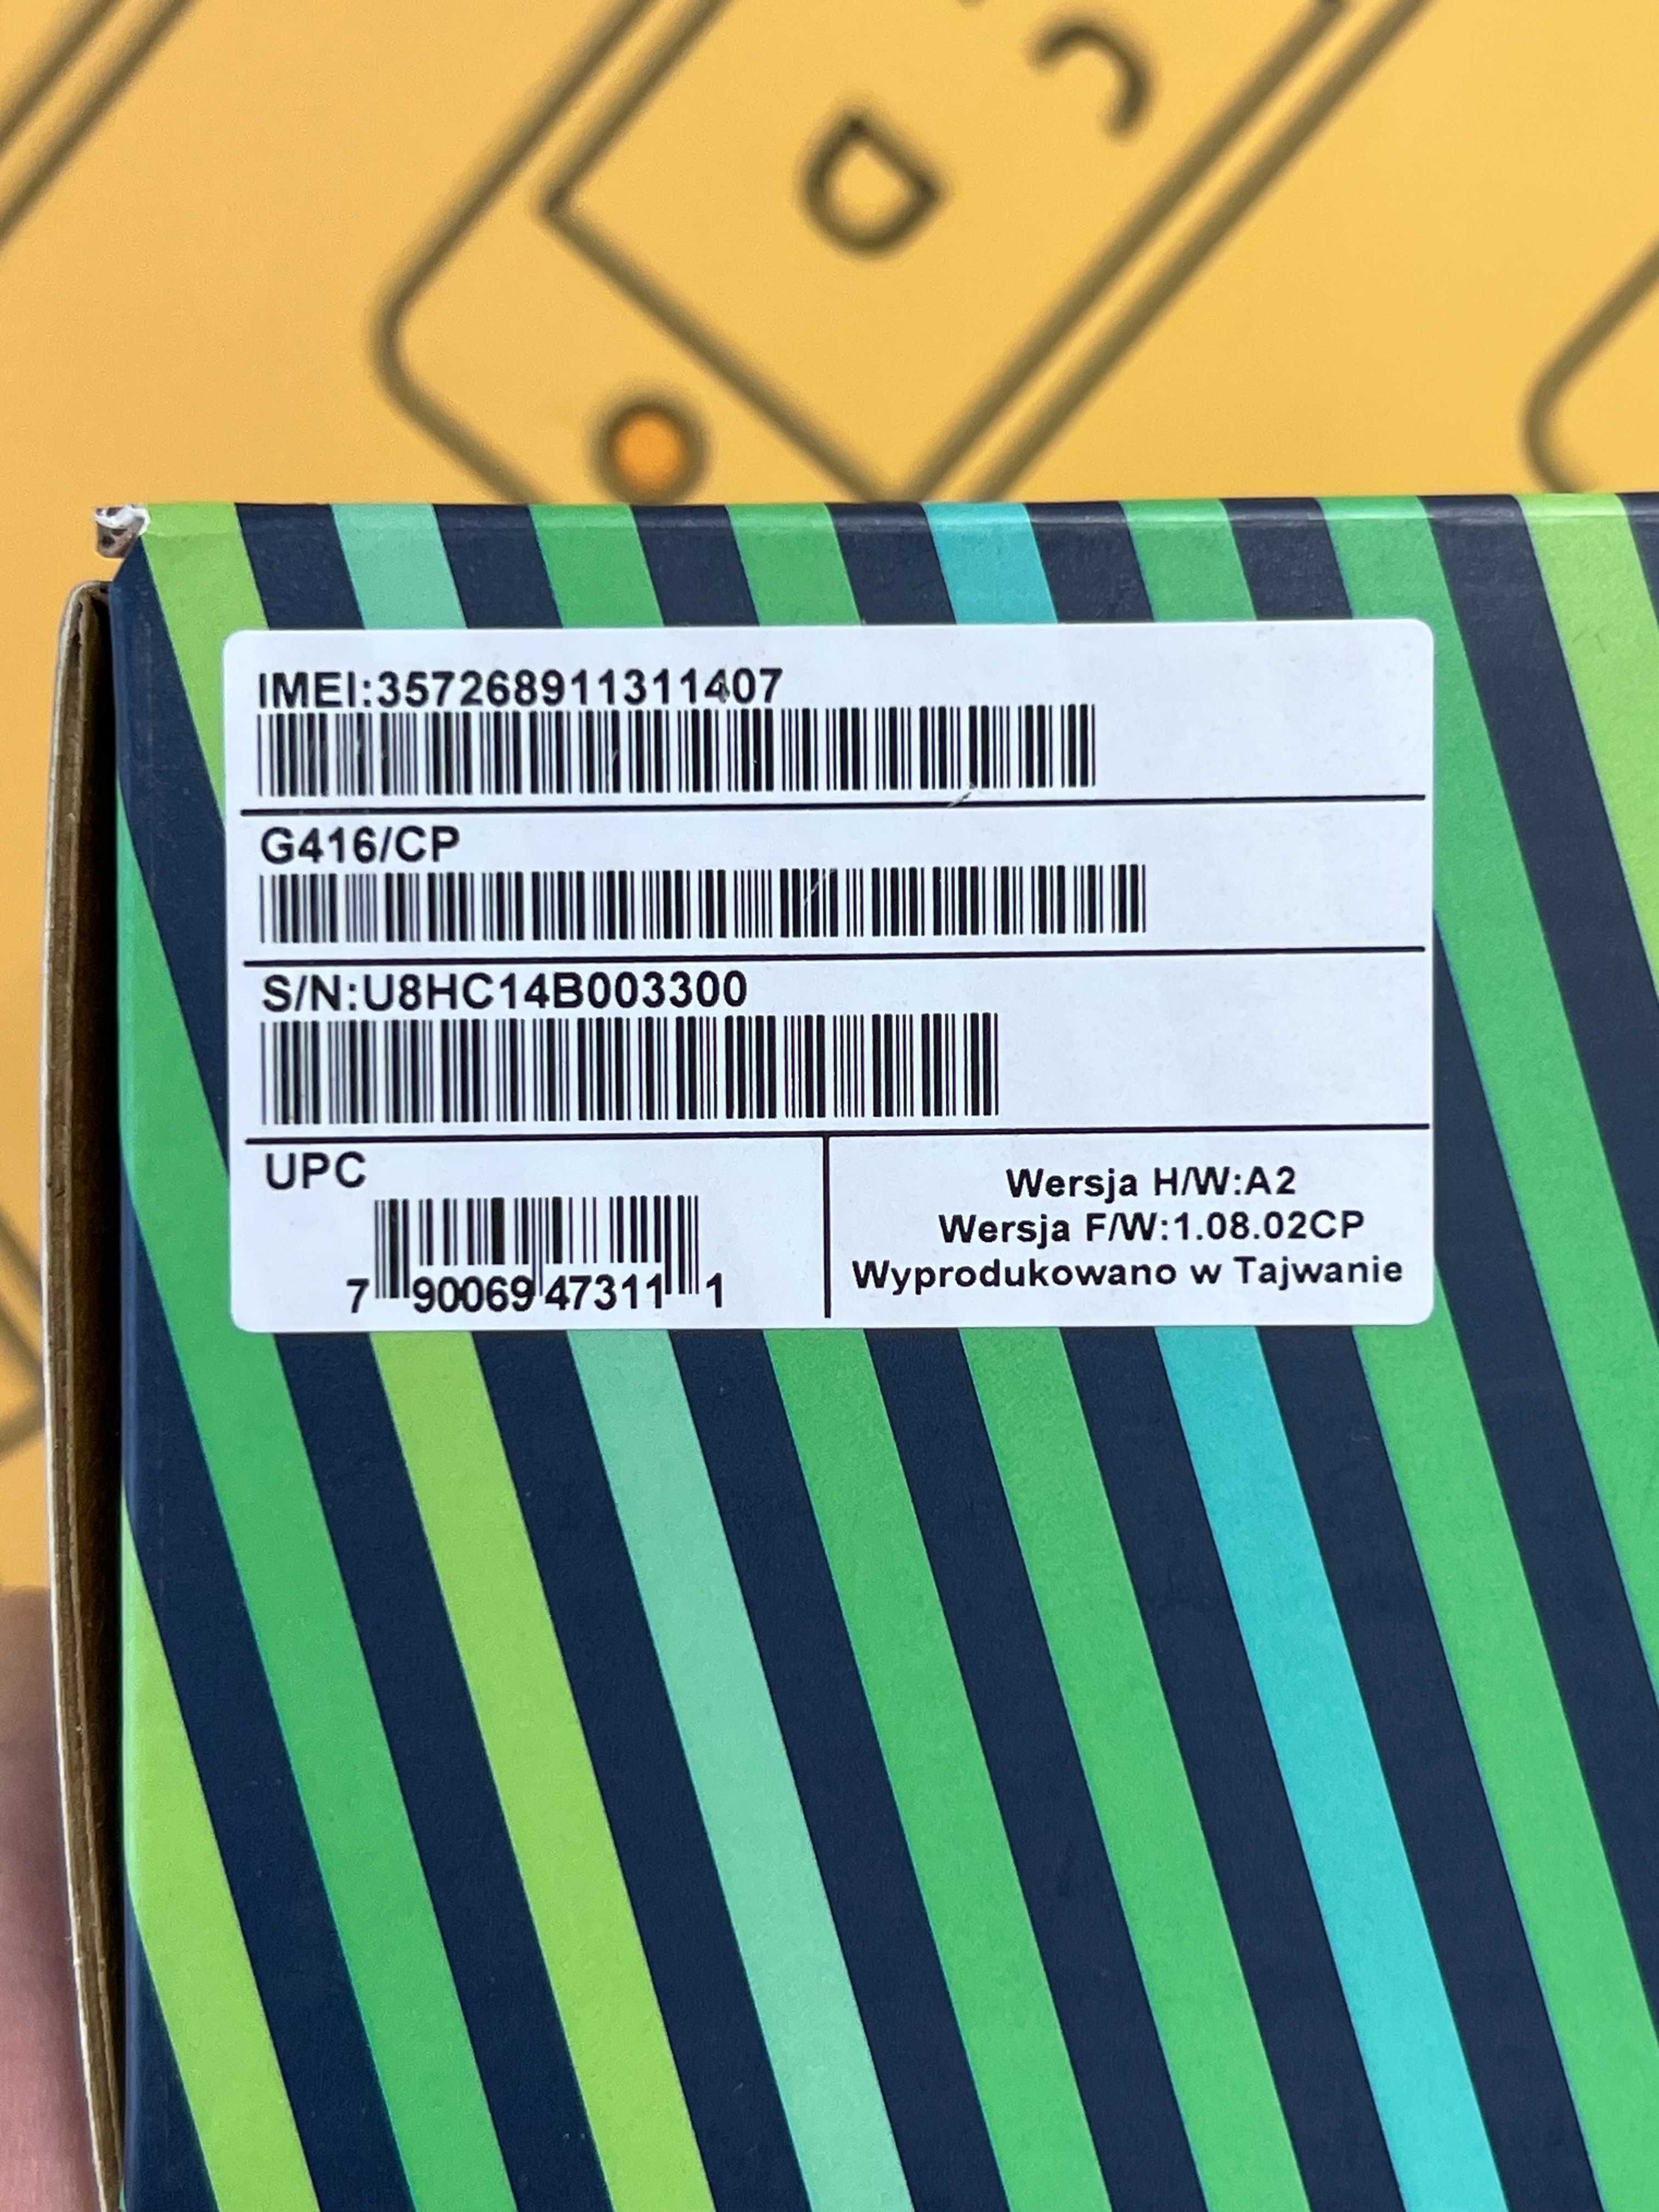 IMEI:357268911311407
G416/CP
S/N:U8HC14B003300
UPC
7 90069 47311 1
Wersja H/W:A2
Wersja F/W:1.08.02CP
Wyprodukowano w Tajwanie